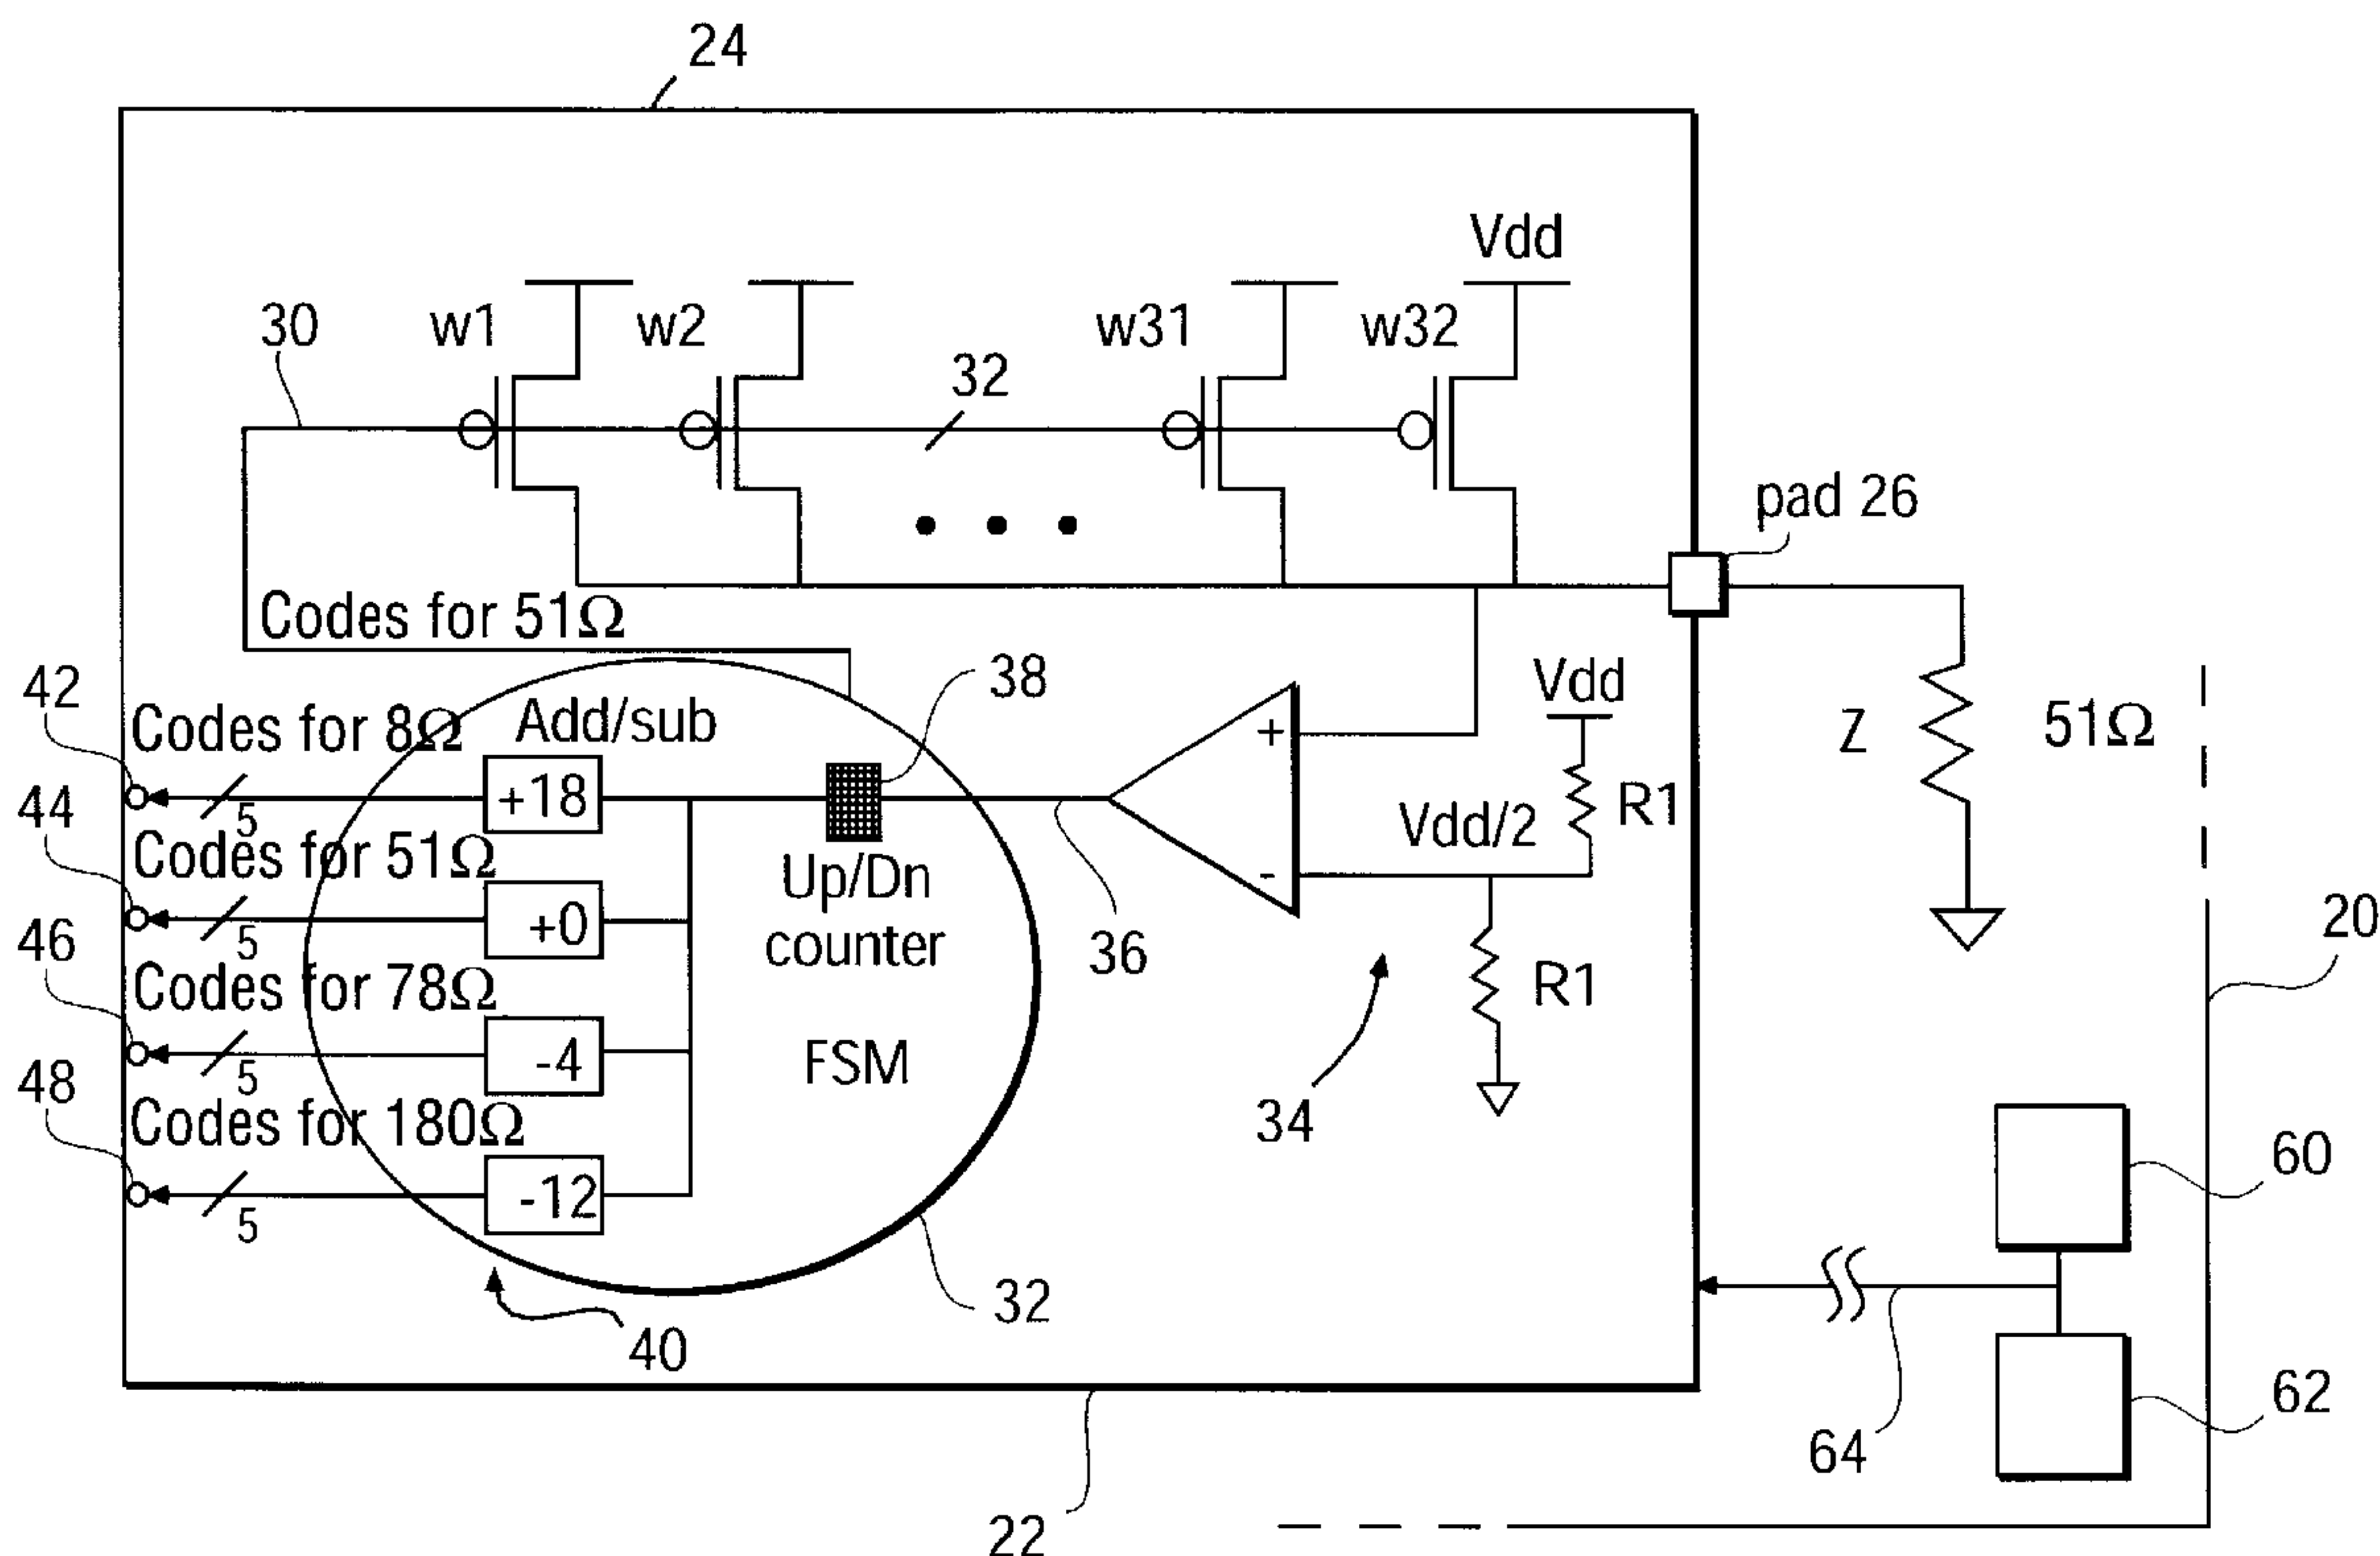 24
Vdd
30
w1
w2
32
w31
w32
pad 26
Codes for 51Ω
42
Codes for 8Ω
Add/sub
38
+
Vdd
Z
51Ω
5
+18
44
Codes for 51Ω
Up/Dn
counter
Vdd/2
R1
-
5
+0
46
Codes for 78Ω
36
R1
20
5
-4
FSM
48
Codes for 180Ω
34
60
5
-12
32
40
64
62
22